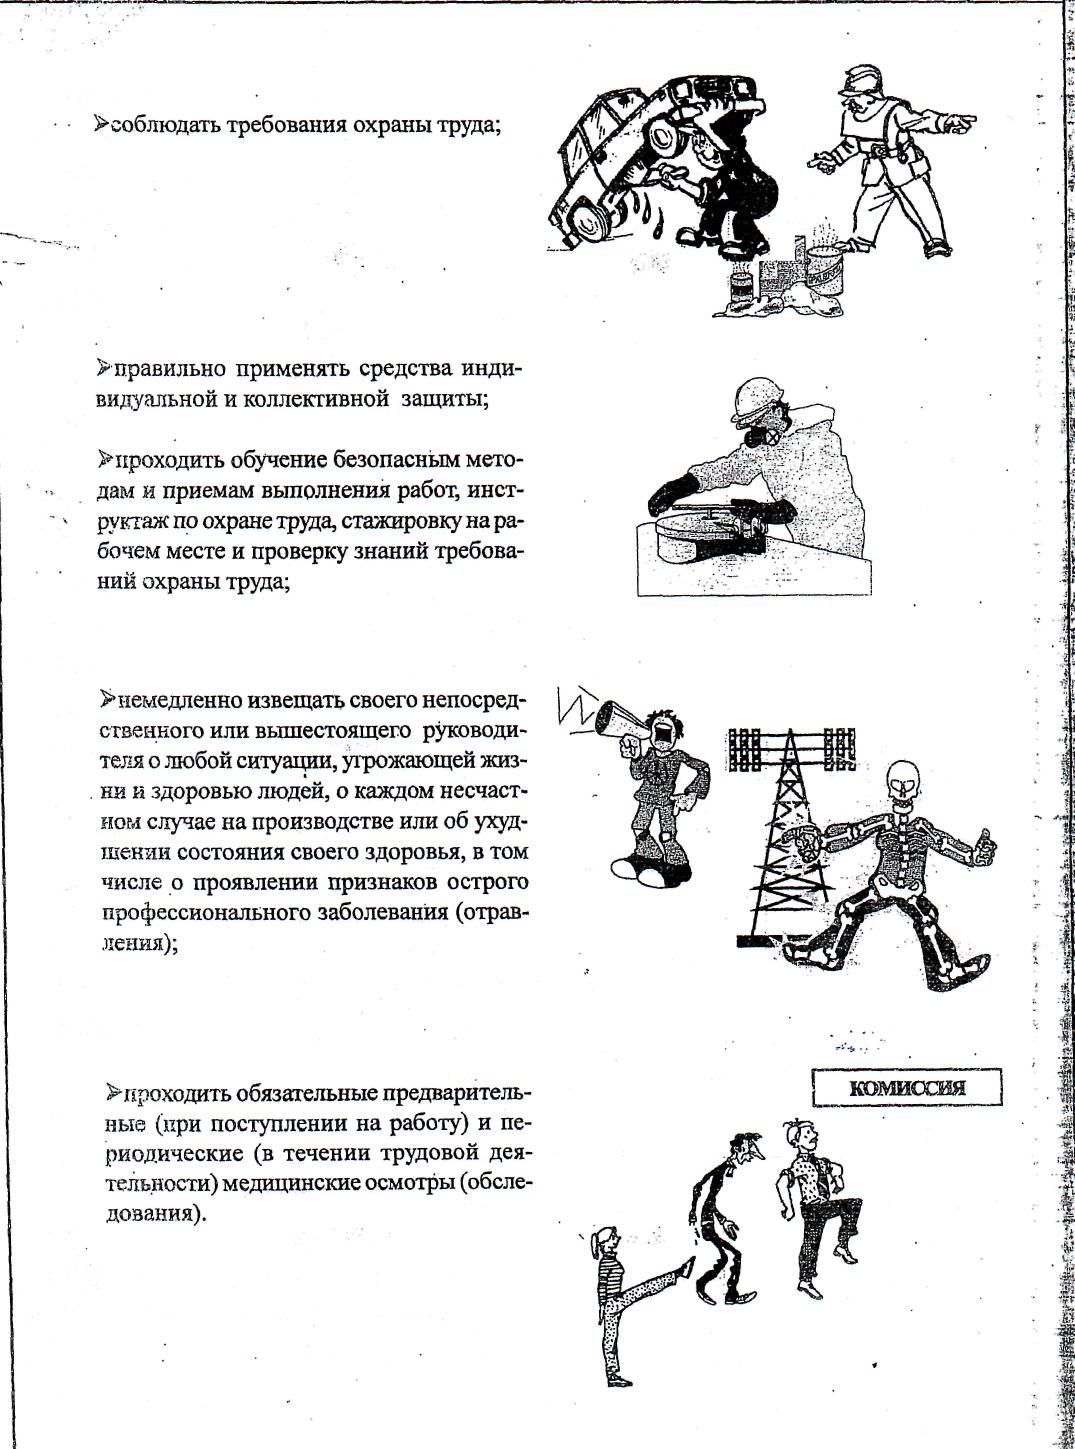 ➢соблюдать требования охраны труда;
➢правильно применять средства инди-
видуальной и коллективной защиты;
➢проходить обучение безопасным мето-
дам и приемам выполнения работ, инст-
руктаж по охране труда, стажировку на ра-
бочем месте и проверку знаний требова-
ний охраны труда;
➢немедленно извещать своего непосред-
ственного или вышестоящего руководи-
теля о любой ситуации, угрожающей жиз-
ни и здоровью людей, о каждом несчаст-
ном случае на производстве или об ухуд-
шении состояния своего здоровья, в том
числе о проявлении признаков острого
профессионального заболевания (отрав-
ления);
КОМИССИЯ
➢проходить обязательные предваритель-
ные (при поступлении на работу) и пе-
риодические (в течении трудовой дея-
тельности) медицинские осмотры (обсле-
дования).